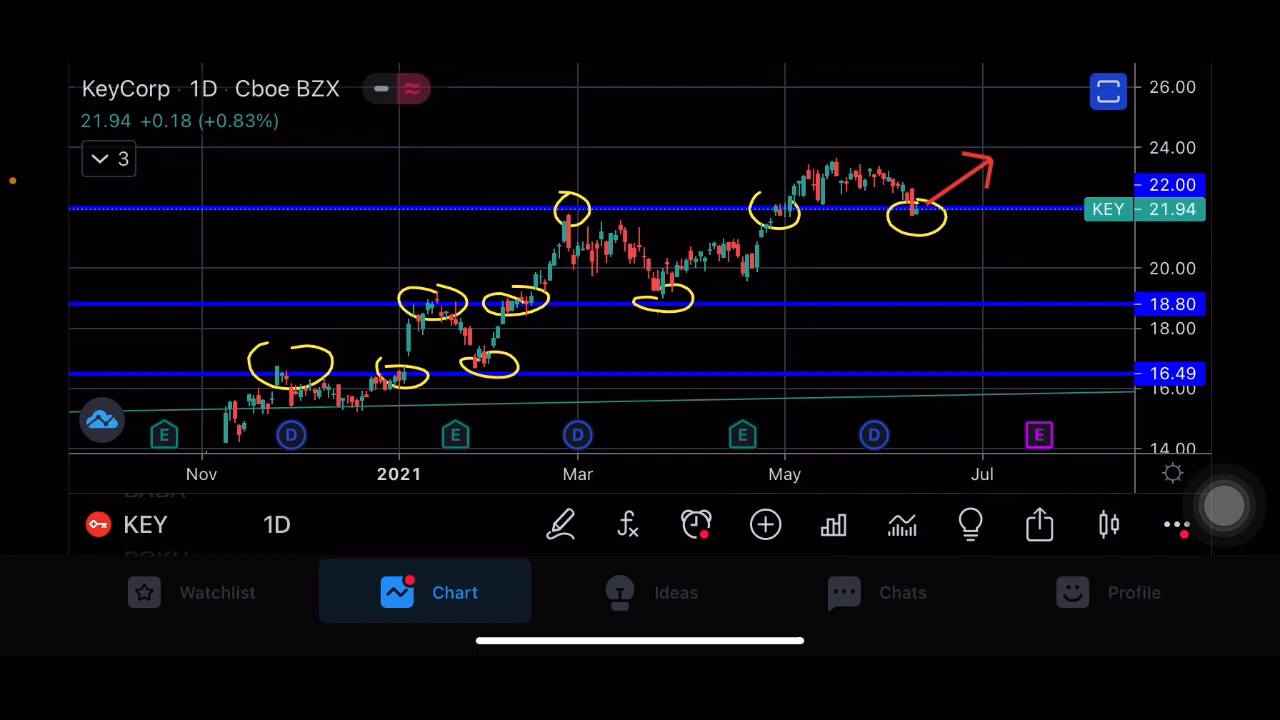 KeyCorp · 1D · Cboe BZX
21.94 +0.18 (+0.83%)
3
26.00
24.00
22.00
KEY 21.94
20.00
18.80
18.00
16.49
16.00
14.00
E D E D E D E
Nov 2021 Mar May Jul
KEY 1D
Watchlist Chart Ideas Chats Profile